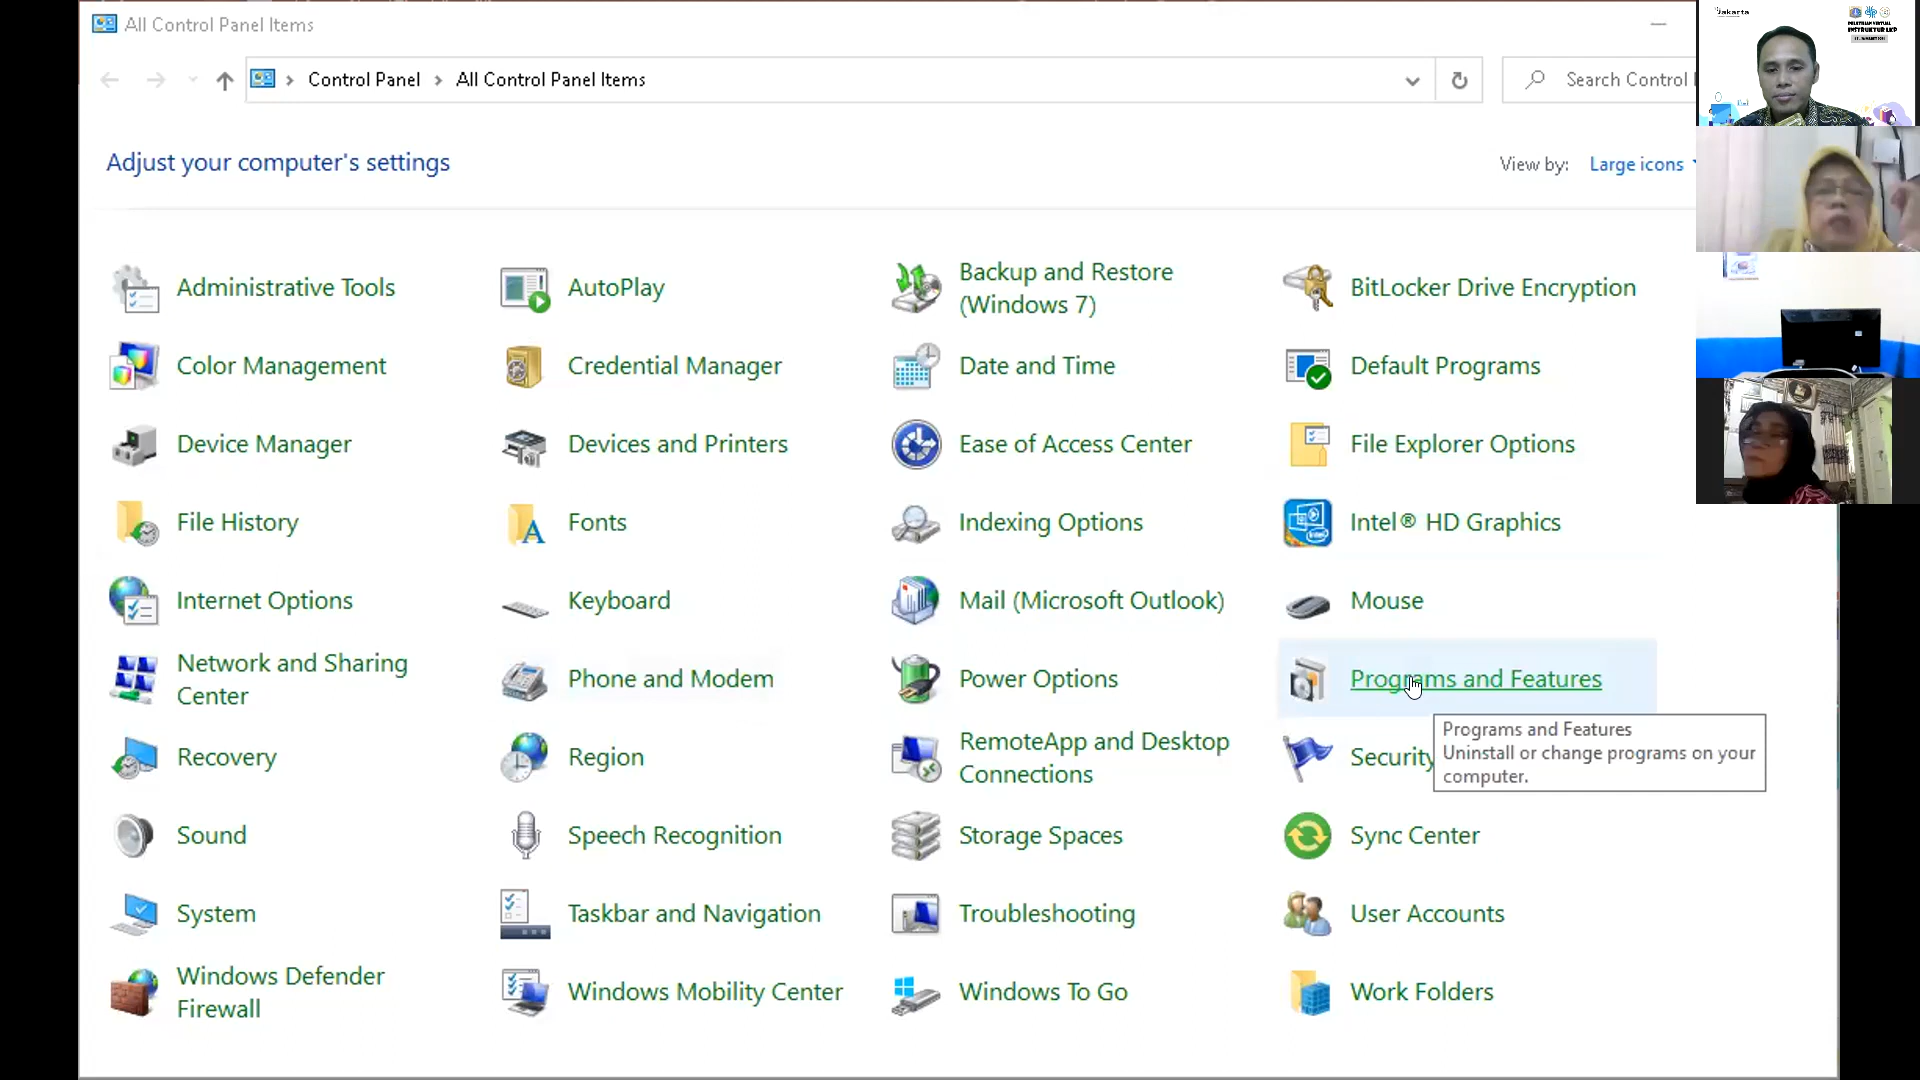 All Control Panel Items
Control Panel > All Control Panel Items
Search Control
Adjust your computer's settings
View by: Large icons
Administrative Tools
AutoPlay
Backup and Restore
(Windows 7)
BitLocker Drive Encryption
Color Management
Credential Manager
Date and Time
Default Programs
Device Manager
Devices and Printers
Ease of Access Center
File Explorer Options
File History
Fonts
Indexing Options
Intel® HD Graphics
Internet Options
Keyboard
Mail (Microsoft Outlook)
Mouse
Network and Sharing
Center
Phone and Modem
Power Options
Programs and Features
Programs and Features
Uninstall or change programs on your
computer.
Recovery
Region
RemoteApp and Desktop
Connections
Security
Sound
Speech Recognition
Storage Spaces
Sync Center
System
Taskbar and Navigation
Troubleshooting
User Accounts
Windows Defender
Firewall
Windows Mobility Center
Windows To Go
Work Folders
Jakarta
INSTRUKTUR LKP